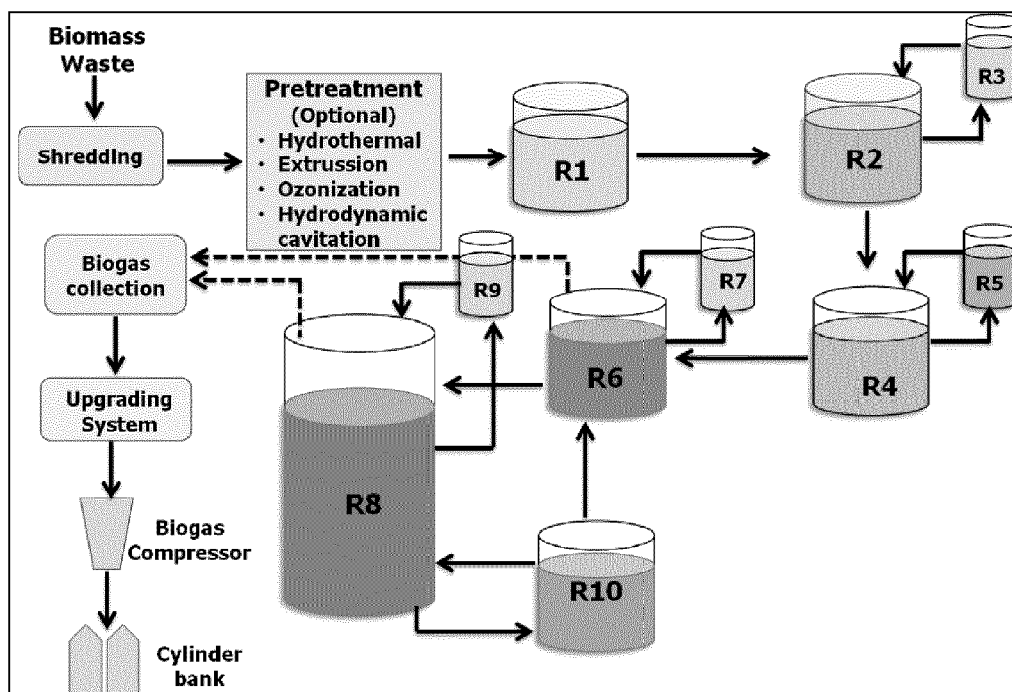 Biomass
Waste
Shredding
Pretreatment
(Optional)
• Hydrothermal
• Extrussion
• Ozonization
• Hydrodynamic
cavitation
R1
R2
R3
R4
R5
R6
R7
R8
R9
R10
Biogas
collection
Upgrading
System
Biogas
Compressor
Cylinder
bank